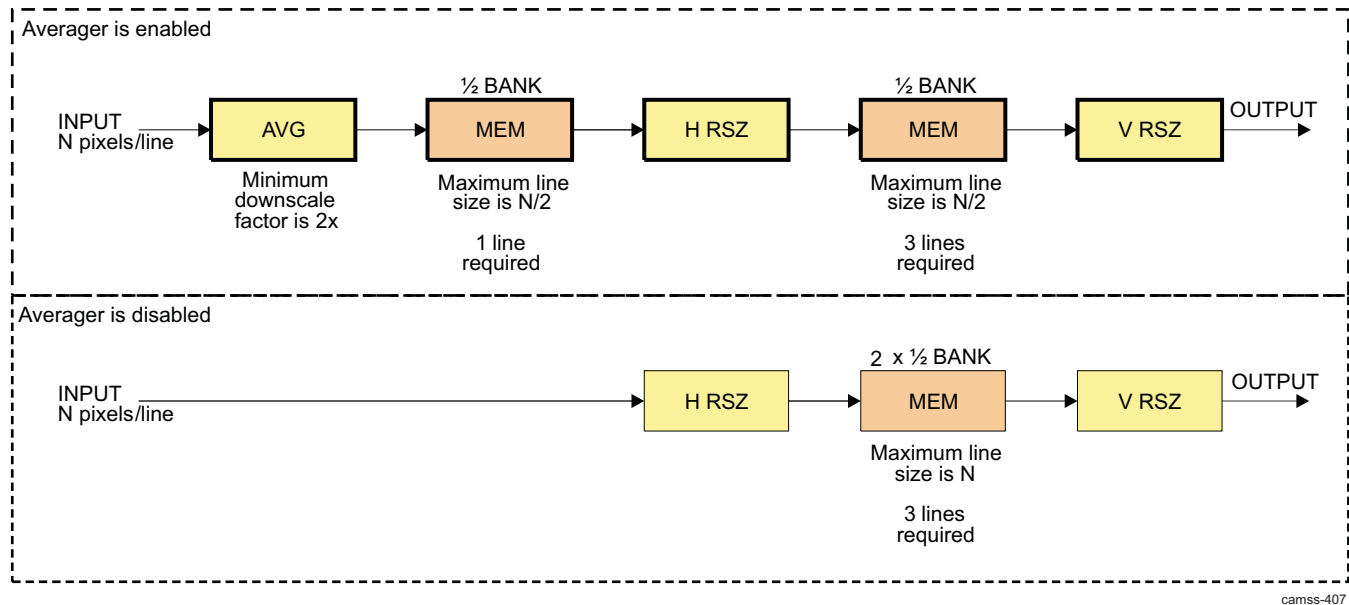 Averager is enabled
½ BANK
½ BANK
INPUT
N pixels/line
AVG
MEM
H RSZ
MEM
V RSZ
OUTPUT
Minimum
downscale
factor is 2x
Maximum line
size is N/2
1 line
required
Maximum line
size is N/2
3 lines
required
Averager is disabled
2 x ½ BANK
INPUT
N pixels/line
H RSZ
MEM
V RSZ
OUTPUT
Maximum line
size is N
3 lines
required
camss-407